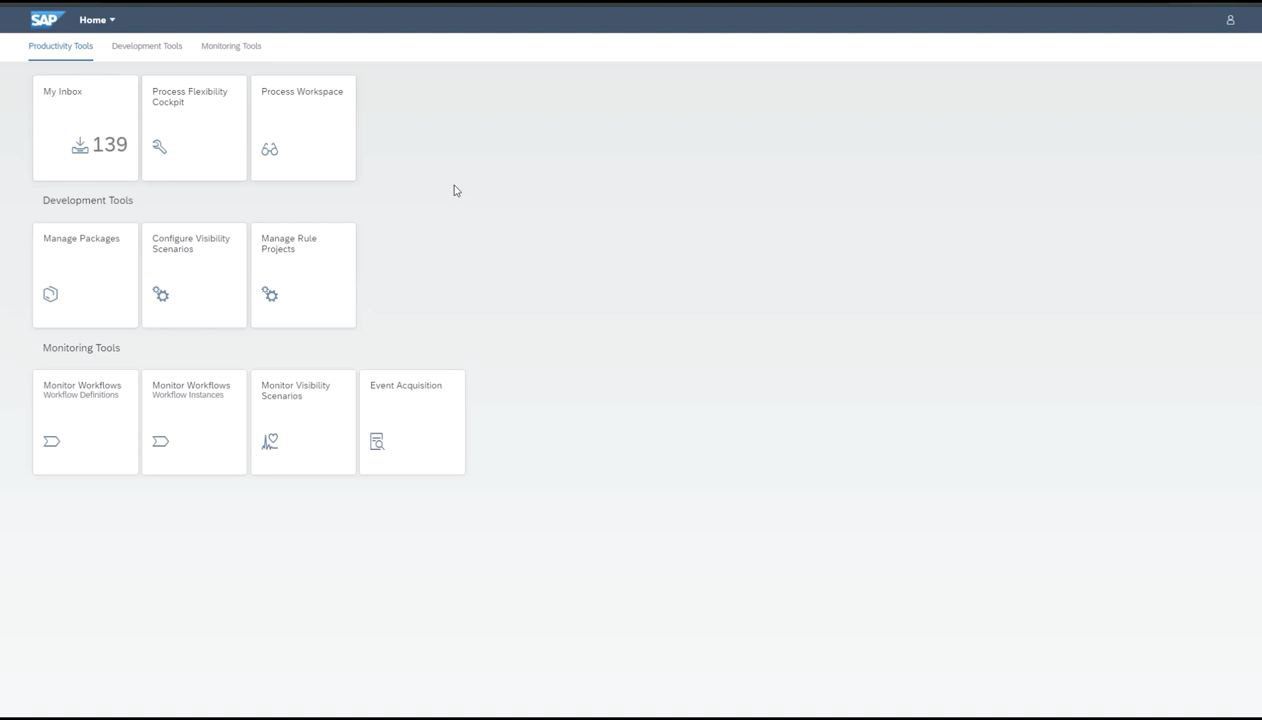 SAP Home
Productivity Tools Development Tools Monitoring Tools
My Inbox
139
Process Flexibility
Cockpit
Process Workspace
Development Tools
Manage Packages
Configure Visibility
Scenarios
Manage Rule
Projects
Monitoring Tools
Monitor Workflows
Workflow Definitions
Monitor Workflows
Workflow Instances
Monitor Visibility
Scenarios
Event Acquisition